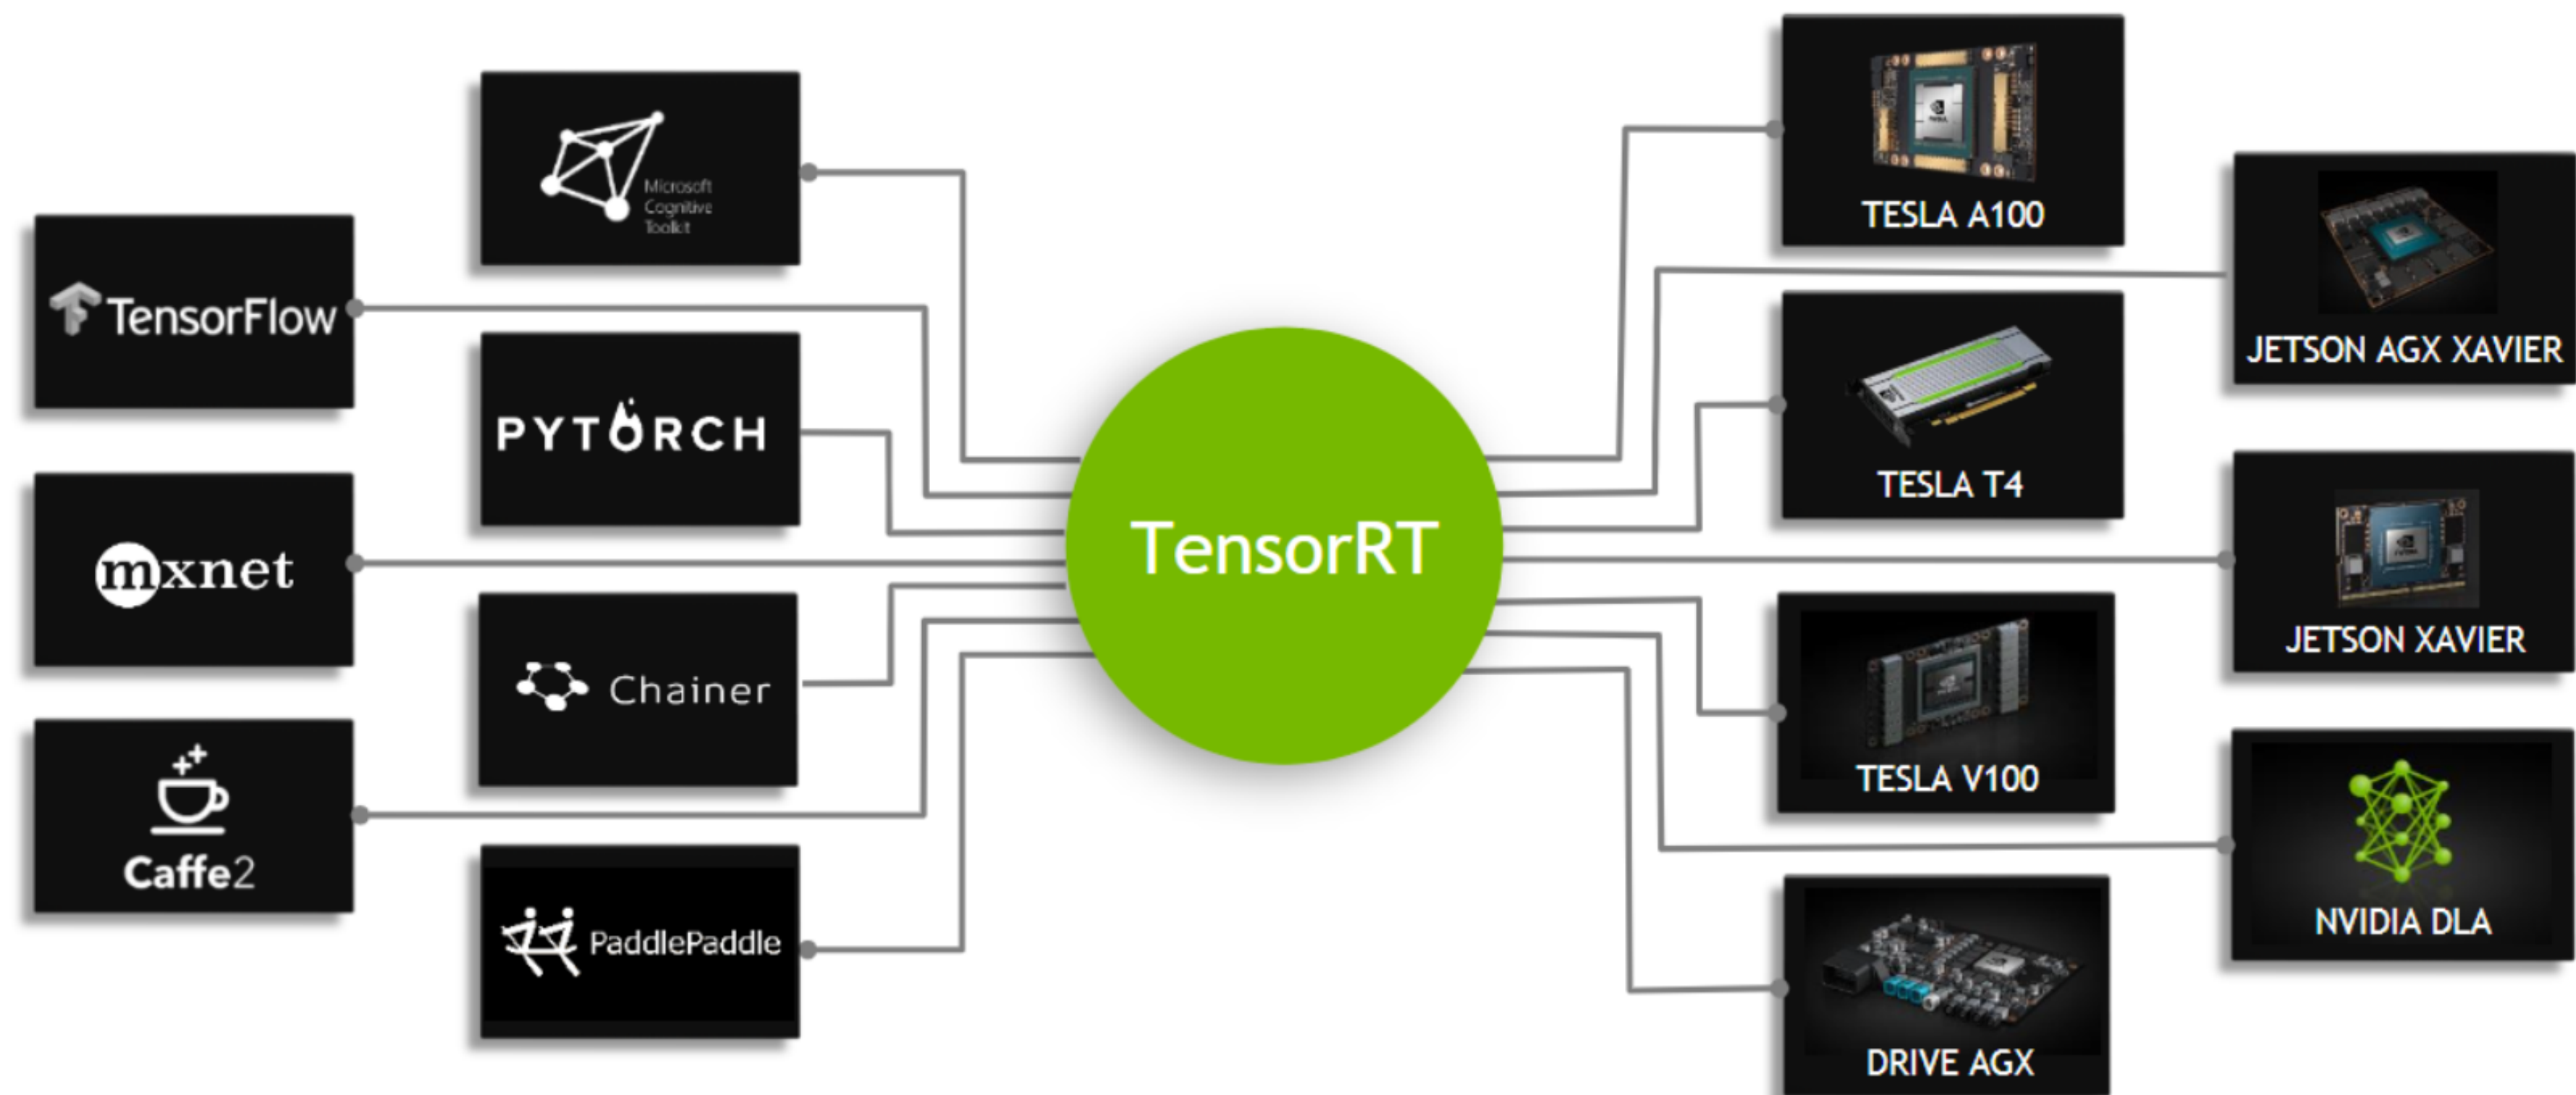 Microsoft
Cognitive
Toolkit
TensorFlow
PYTORCH
mxnet
Chainer
Caffe2
PaddlePaddle
TensorRT
TESLA A100
JETSON AGX XAVIER
TESLA T4
JETSON XAVIER
TESLA V100
NVIDIA DLA
DRIVE AGX